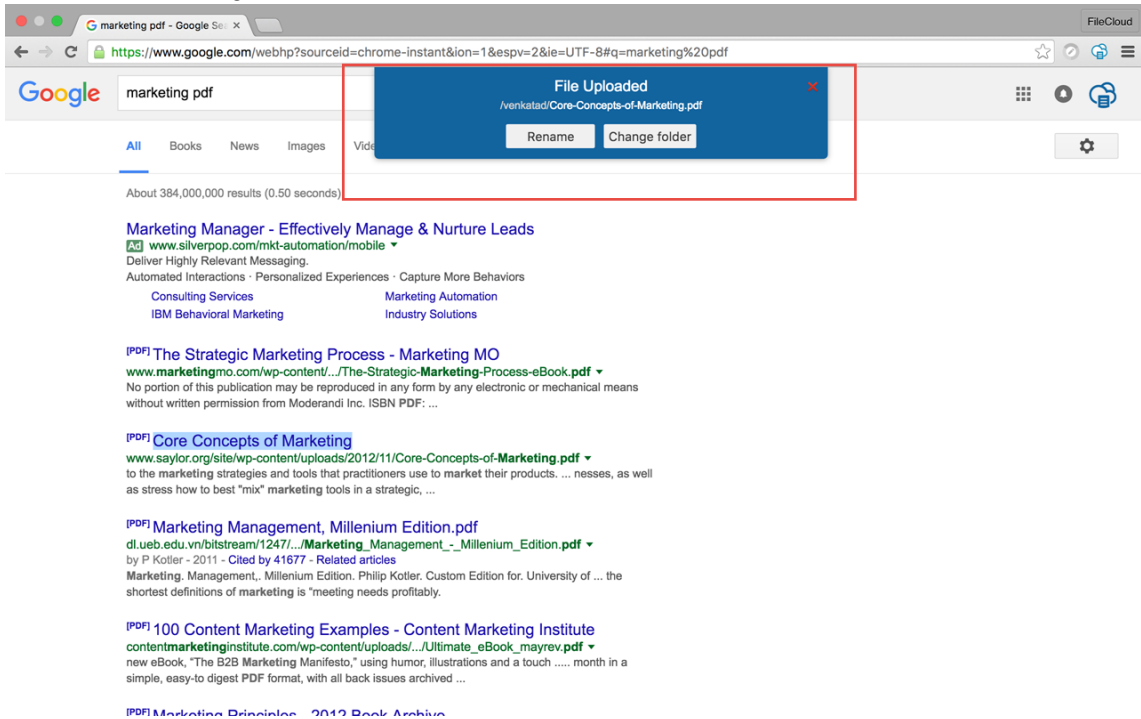 G marketing pdf - Google Se
FileCloud
https://www.google.com/webhp?sourceid=chrome-instant&ion=1&espv=2&ie=UTF-8#q=marketing%20pdf
Google
marketing pdf
File Uploaded
/venkatad/Core-Concepts-of-Marketing.pdf
Rename Change folder
All Books News Images
About 384,000,000 results (0.50 seconds)
Marketing Manager - Effectively Manage & Nurture Leads
Ad www.silverpop.com/mkt-automation/mobile
Deliver Highly Relevant Messaging.
Automated Interactions · Personalized Experiences · Capture More Behaviors
Consulting Services Marketing Automation
IBM Behavioral Marketing Industry Solutions
[PDF] The Strategic Marketing Process - Marketing MO
www.marketingmo.com/wp-content/.../The-Strategic-Marketing-Process-eBook.pdf
No portion of this publication may be reproduced in any form by any electronic or mechanical means
without written permission from Moderandi Inc. ISBN PDF: ...
[PDF] Core Concepts of Marketing
www.saylor.org/site/wp-content/uploads/2012/11/Core-Concepts-of-Marketing.pdf
to the marketing strategies and tools that practitioners use to market their products. ... nesses, as well
as stress how to best "mix" marketing tools in a strategic, ...
[PDF] Marketing Management, Millenium Edition.pdf
dl.ueb.edu.vn/bitstream/1247/.../Marketing_Management_-_Millenium_Edition.pdf
by P Kotler - 2011 - Cited by 41677 - Related articles
Marketing. Management,. Millenium Edition. Philip Kotler. Custom Edition for. University of ... the
shortest definitions of marketing is "meeting needs profitably.
[PDF] 100 Content Marketing Examples - Content Marketing Institute
contentmarketinginstitute.com/wp-content/uploads/.../Ultimate_eBook_mayrev.pdf
new eBook, "The B2B Marketing Manifesto," using humor, illustrations and a touch ..... month in a
simple, easy-to digest PDF format, with all back issues archived ...
[PDF] Marketing Principles - 2012 Book Archive